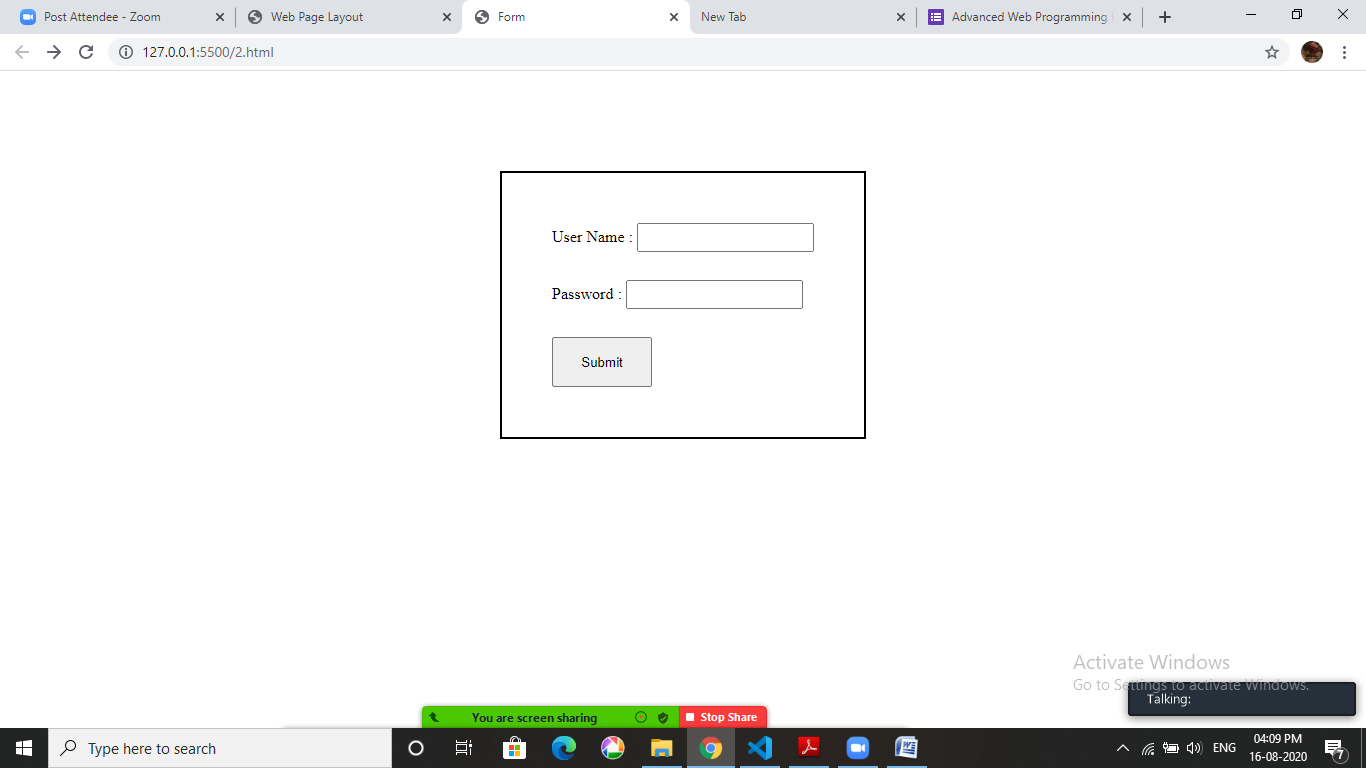 Post Attendee - Zoom
Web Page Layout
Form
New Tab
Advanced Web Programming
127.0.0.1:5500/2.html
User Name :
Password :
Submit
Activate Windows
Go to Settings to activate Windows.
Talking:
You are screen sharing
Stop Share
Type here to search
ENG
04:09 PM
16-08-2020
7